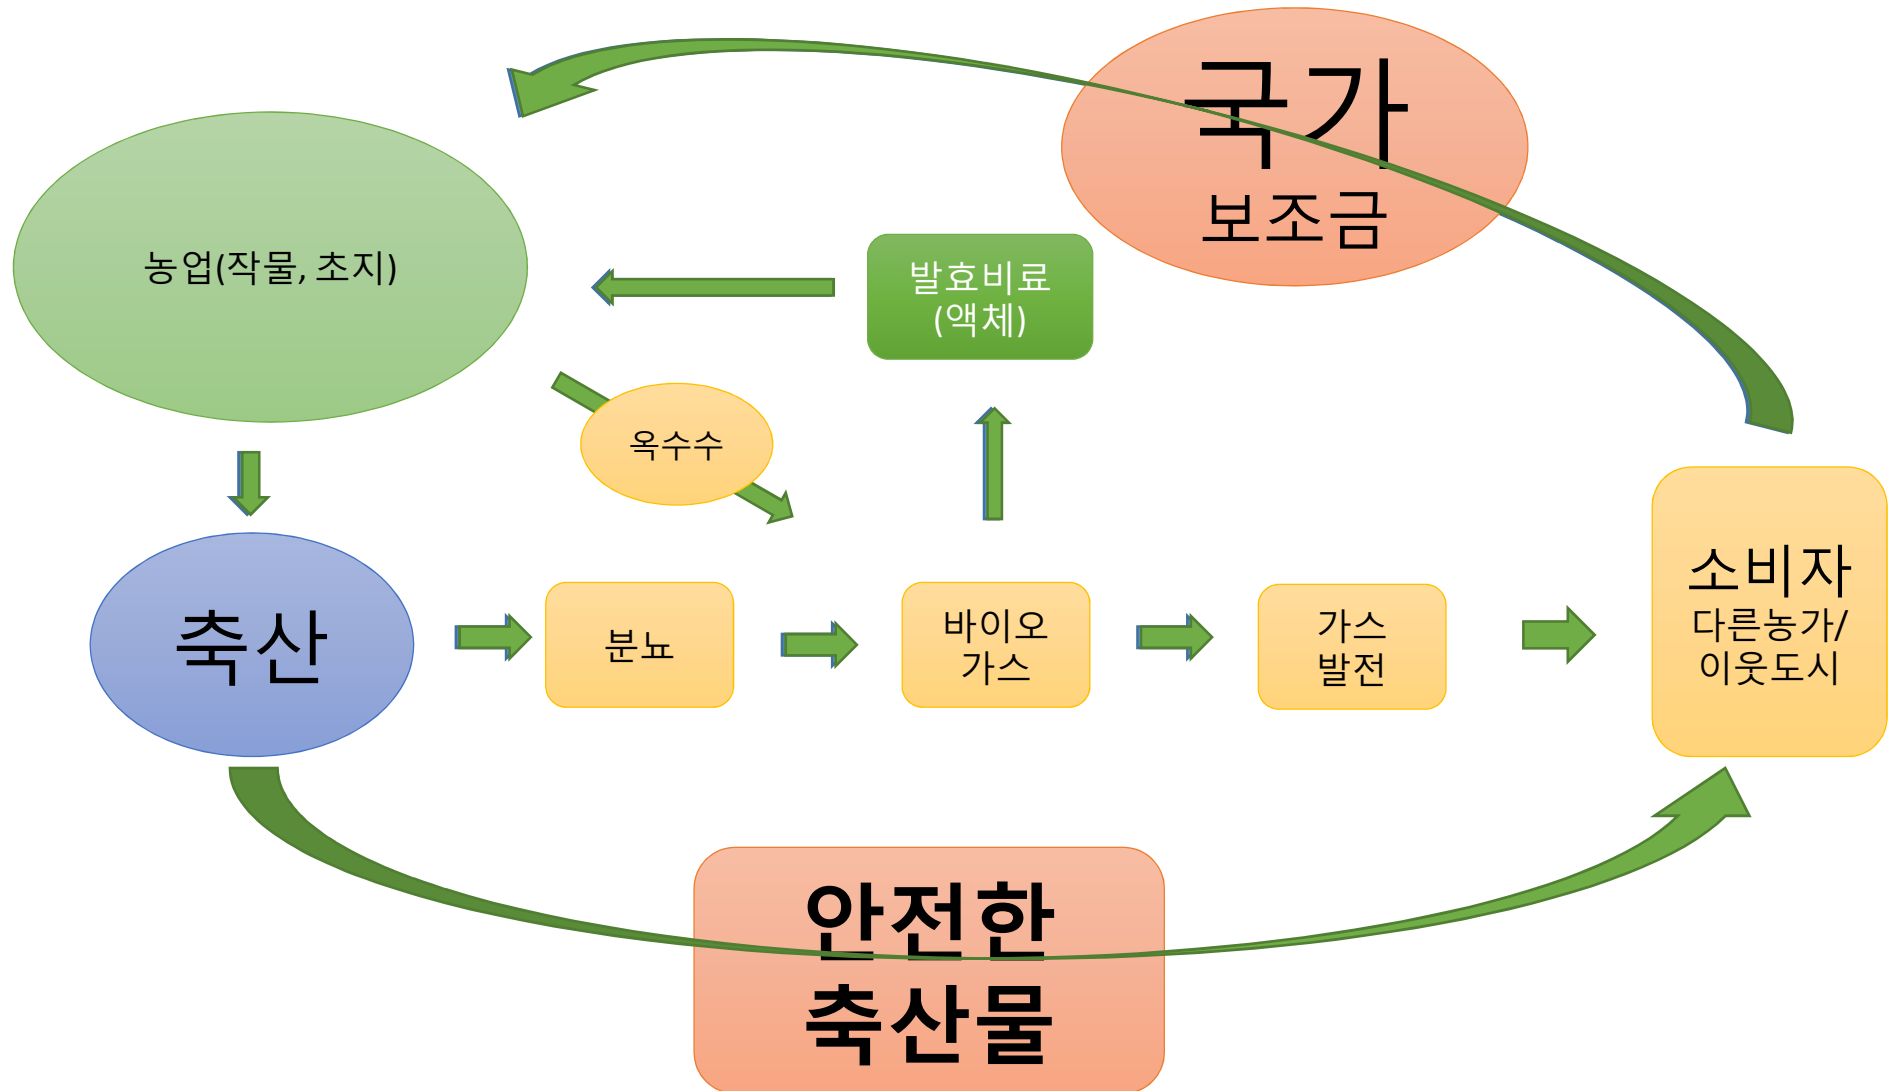 국가
보조금
농업(작물, 초지)
발효비료
(액체)
옥수수
축산
분뇨
바이오
가스
가스
발전
소비자
다른농가/
이웃도시
안전한
축산물